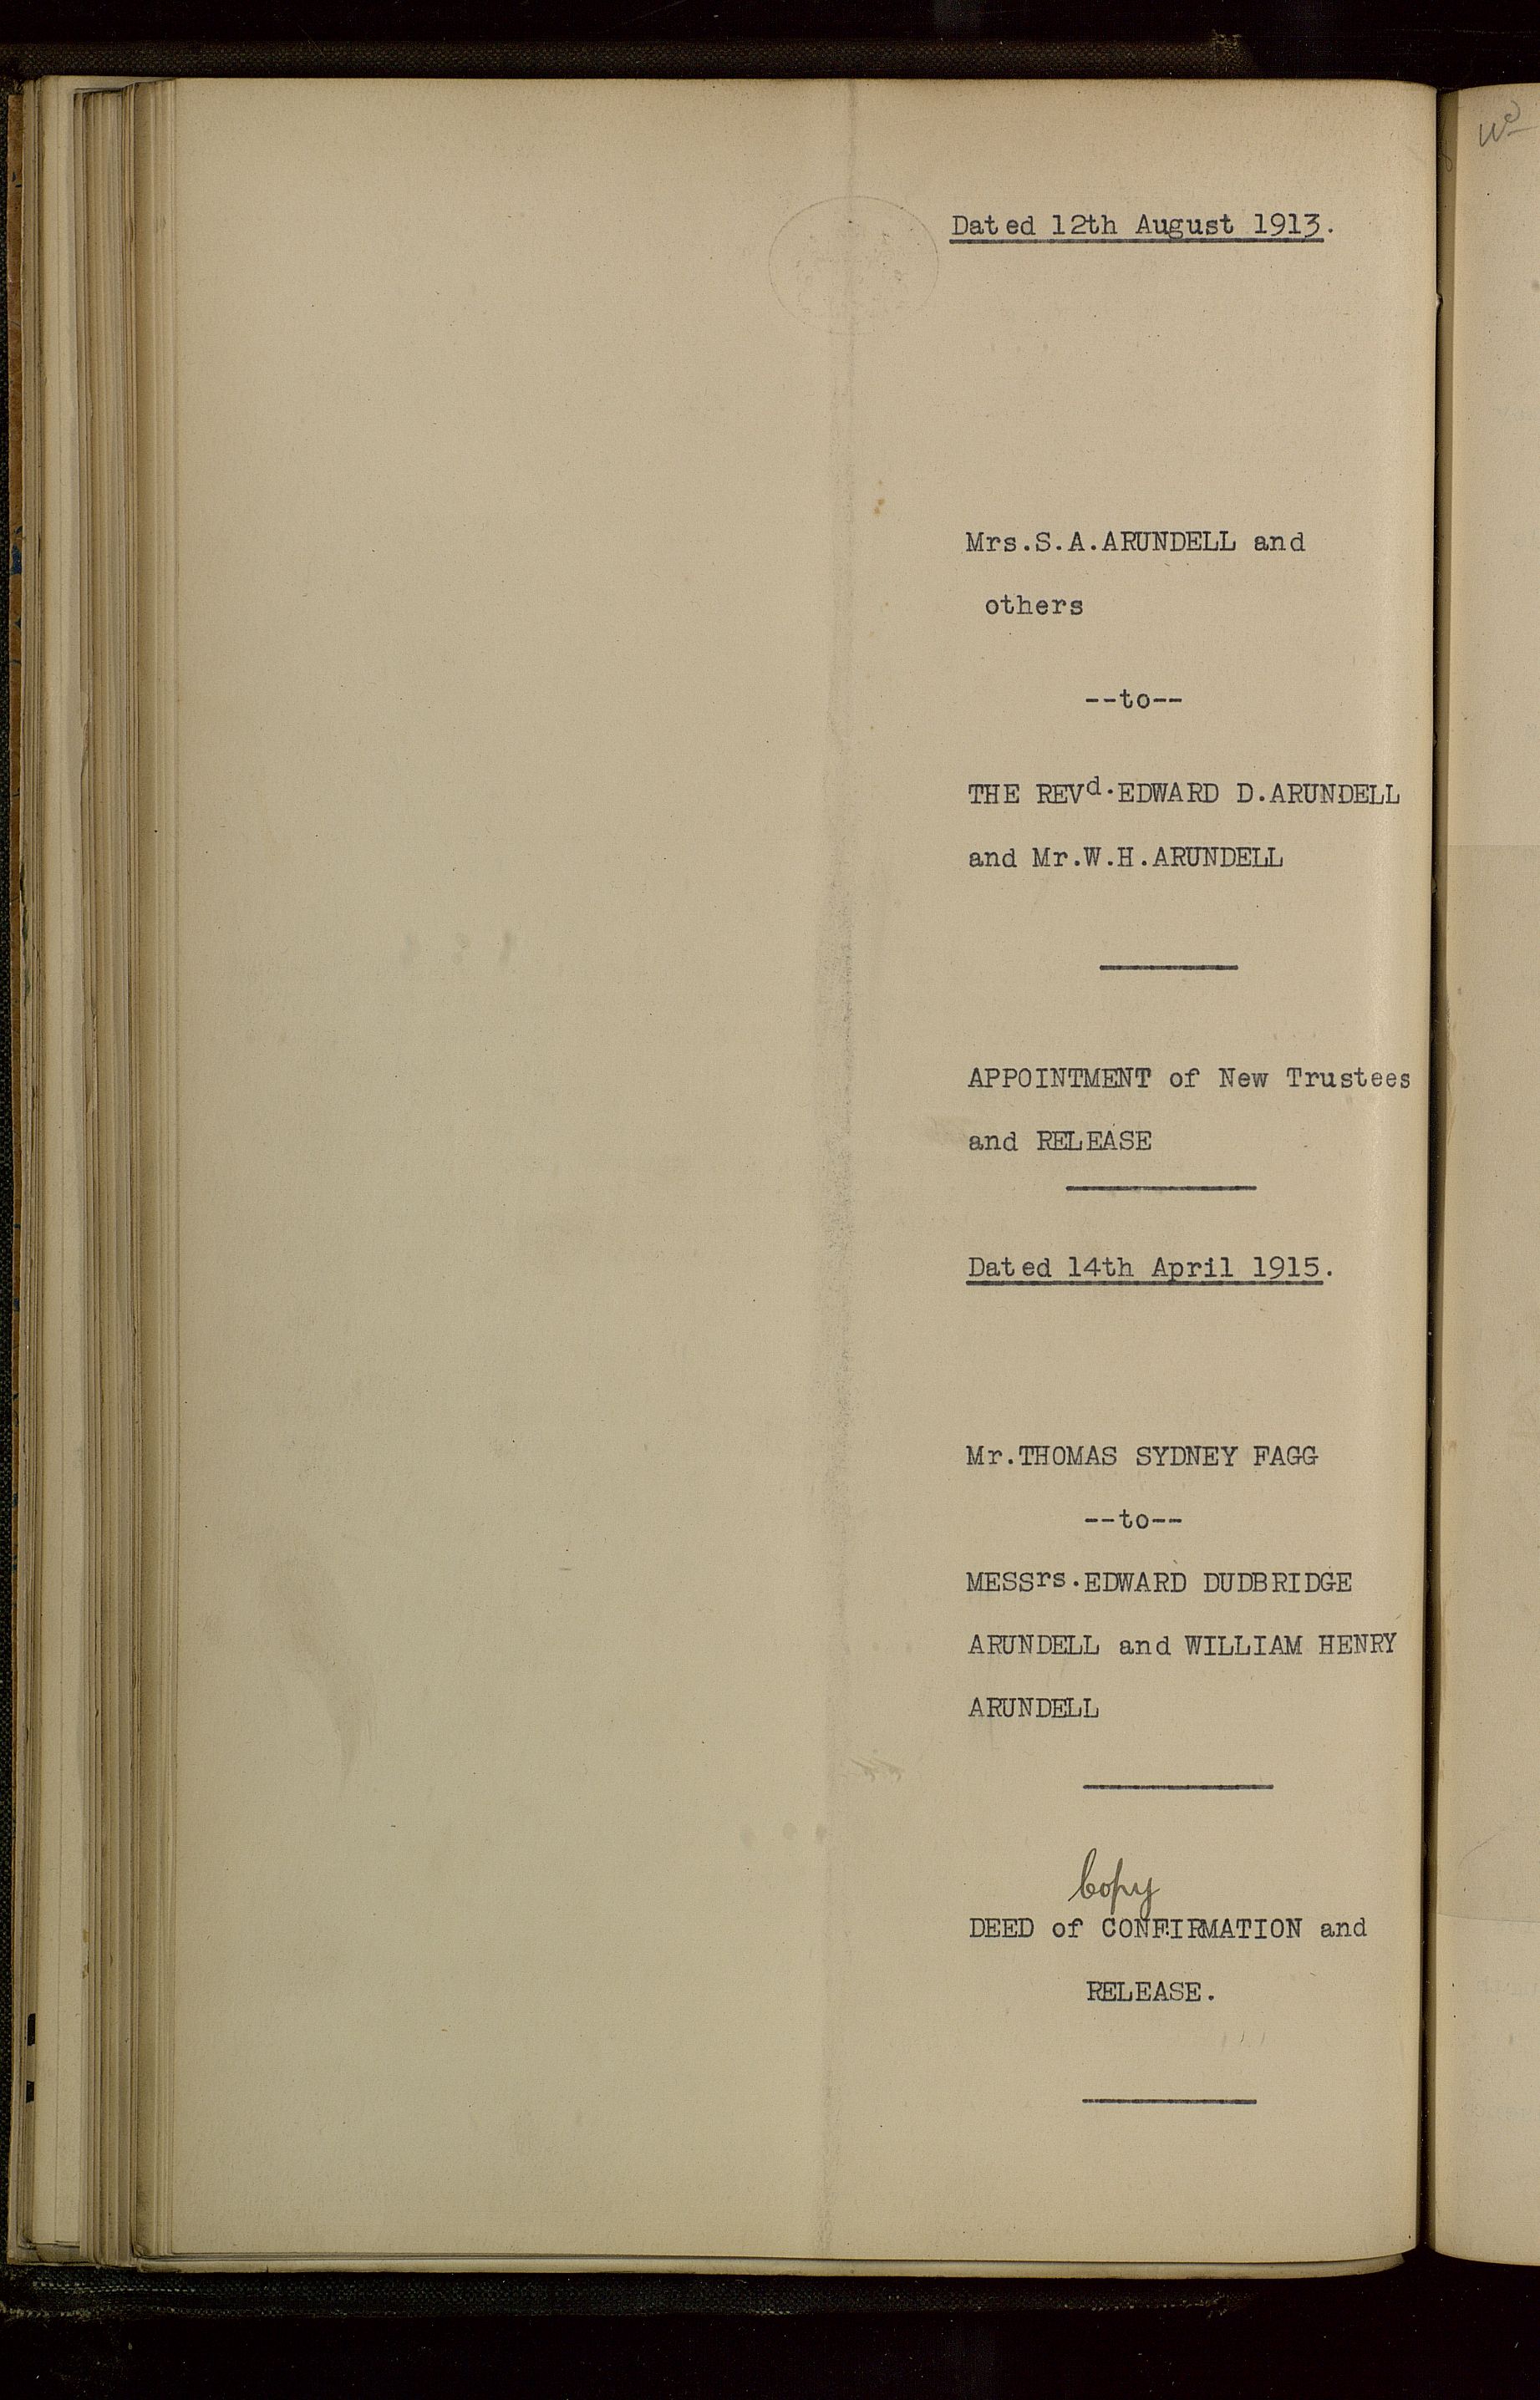 Dated 12th August 1913.
Mrs.S.A.ARUNDELL and
others
--to--
THE REVd.EDWARD D.ARUNDELL
and Mr.W.H.ARUNDELL
APPOINTMENT of New Trustees
and RELEASE
Dated 14th April 1915.
Mr.THOMAS SYDNEY FAGG
--to--
MESSrs.EDWARD DUDBRIDGE
ARUNDELL and WILLIAM HENRY
ARUNDELL
Copy
DEED of CONFIRMATION and
RELEASE.